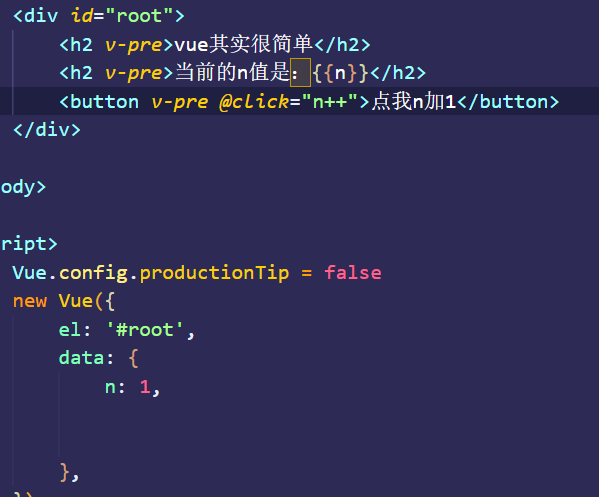 <div id="root">
<h2 v-pre>vue其实很简单</h2>
<h2 v-pre>当前的n值是：{{n}}</h2>
<button v-pre @click="n++">点我n加1</button>
</div>
ody>
ript>
Vue.config.productionTip = false
new Vue({
el: '#root',
data: {
n: 1,
},
})